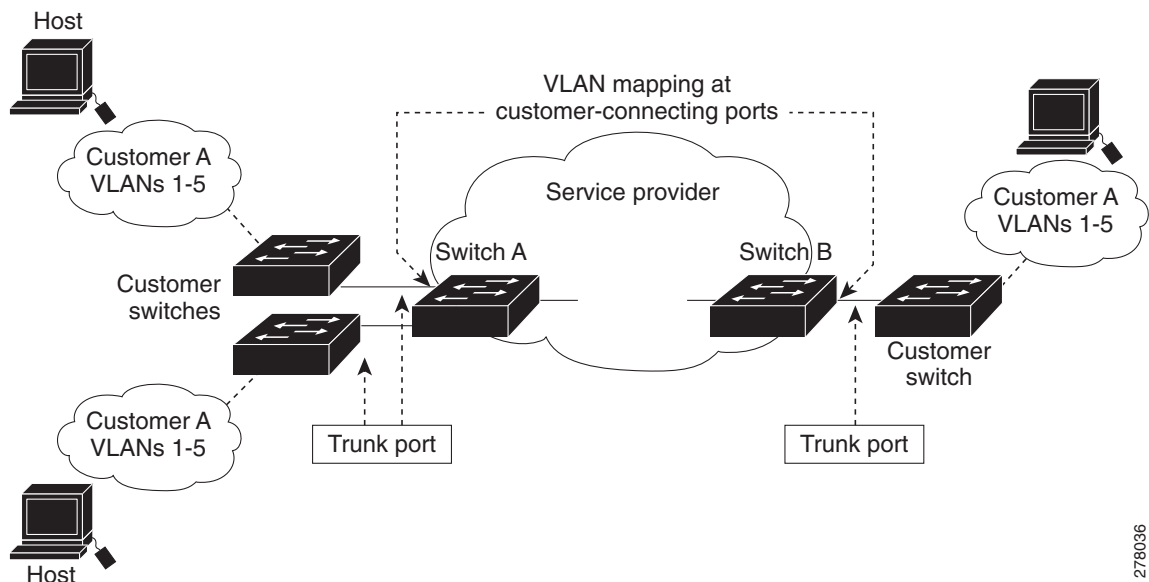 Host
VLAN mapping at
customer-connecting ports
Customer A
VLANs 1-5
Service provider
Customer A
VLANs 1-5
Switch A
Switch B
Customer
switches
Customer
switch
Customer A
VLANs 1-5
Trunk port
Trunk port
Host
278036